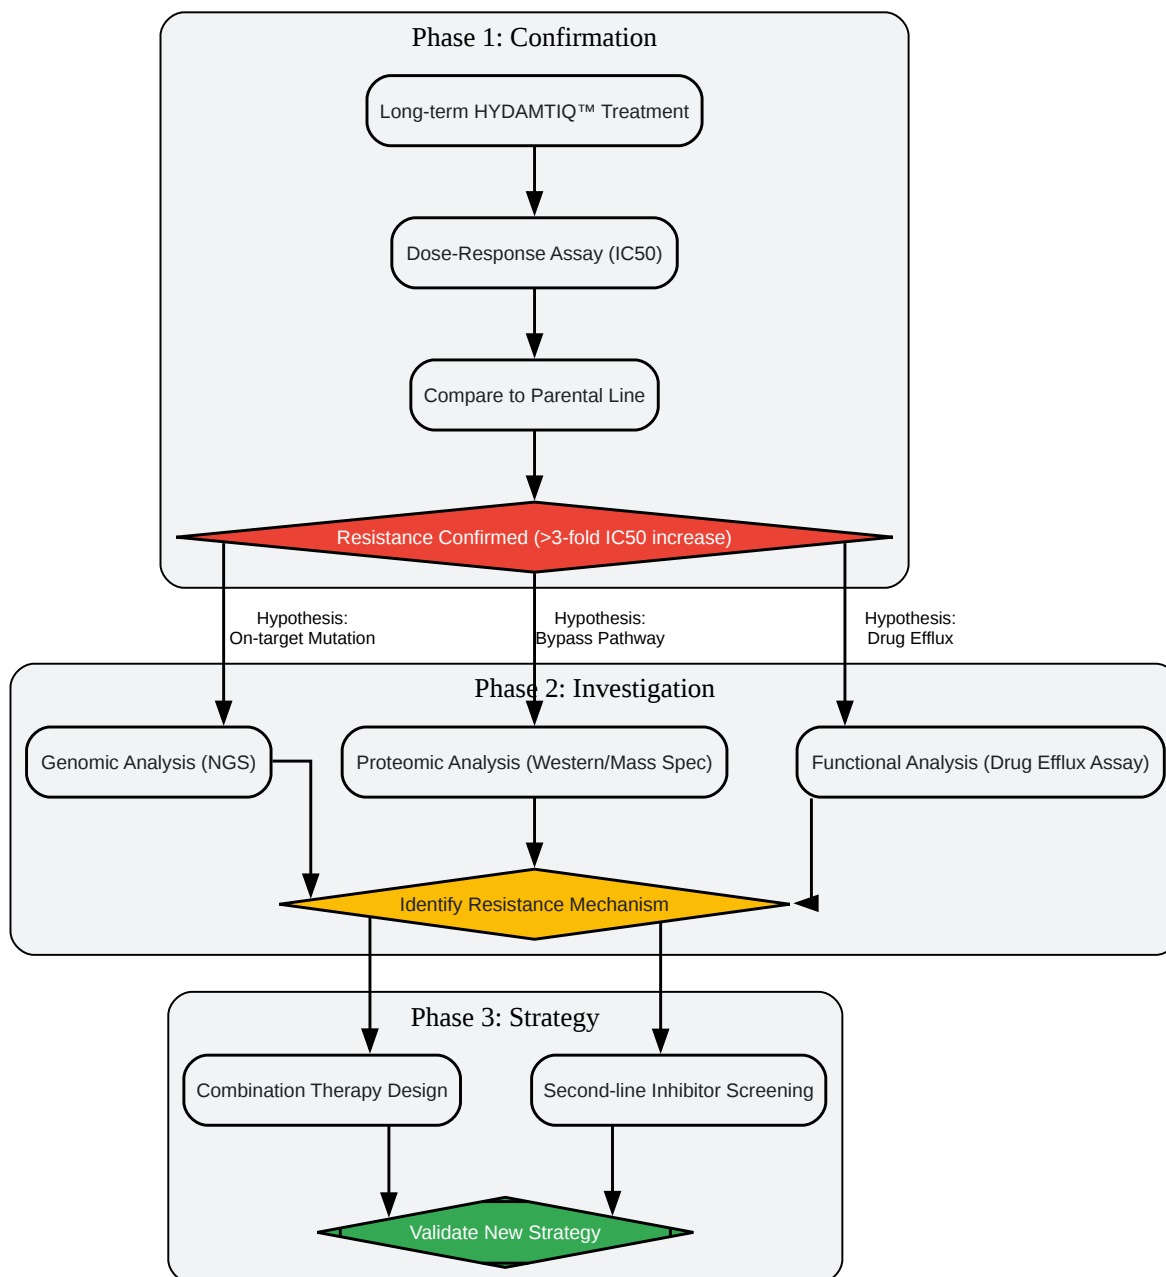 Phase 1: Confirmation
Long-term HYDAMTIQ™ Treatment
Dose-Response Assay (IC50)
Compare to Parental Line
Resistance Confirmed (>3-fold IC50 increase)
Hypothesis:
On-target Mutation
Hypothesis:
Bypass Pathway
Hypothesis:
Drug Efflux
Phase 2: Investigation
Genomic Analysis (NGS)
Proteomic Analysis (Western/Mass Spec)
Functional Analysis (Drug Efflux Assay)
Identify Resistance Mechanism
Phase 3: Strategy
Combination Therapy Design
Second-line Inhibitor Screening
Validate New Strategy